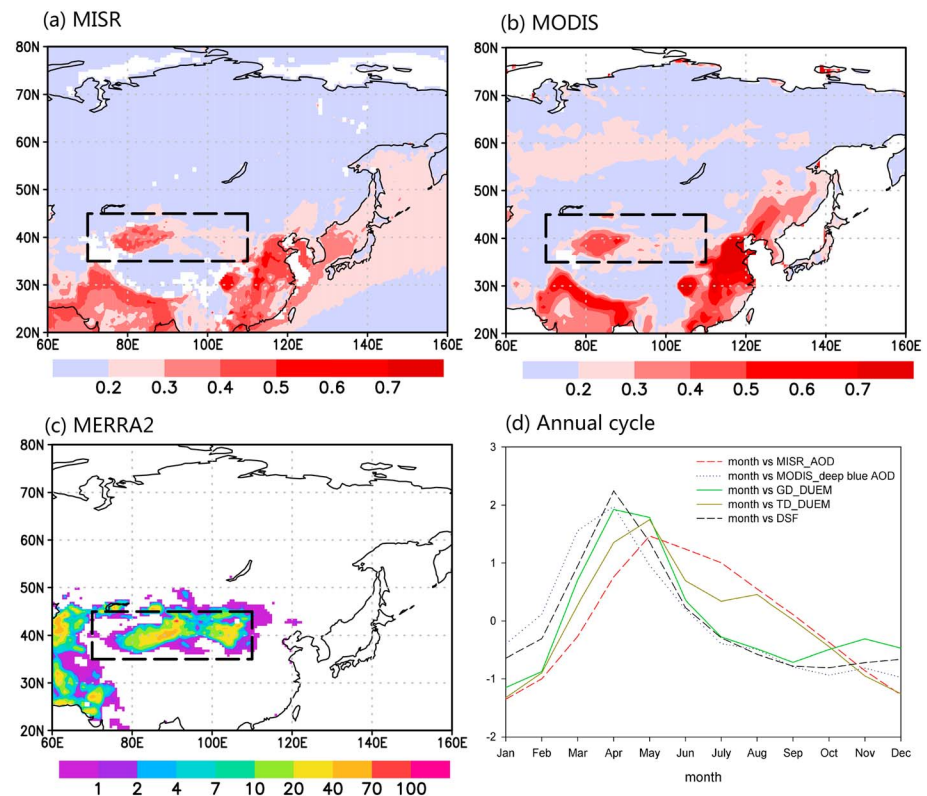 (a) MISR
(b) MODIS
80N
70N
60N
50N
40N
30N
20N
60E
80E
100E
120E
140E
160E
0.2 0.3 0.4 0.5 0.6 0.7
80N
70N
60N
50N
40N
30N
20N
60E
80E
100E
120E
140E
160E
0.2 0.3 0.4 0.5 0.6 0.7
(c) MERRA2
80N
70N
60N
50N
40N
30N
20N
60E
80E
100E
120E
140E
160E
1 2 4 7 10 20 40 70 100
(d) Annual cycle
3
2
1
0
-1
-2
month vs MISR_AOD
month vs MODIS_deep blue AOD
month vs GD_DUEM
month vs TD_DUEM
month vs DSF
Jan Feb Mar Apr May Jun July Aug Sep Oct Nov Dec
month